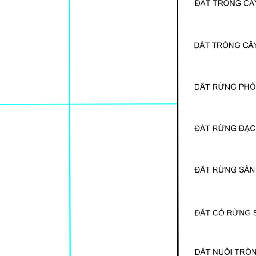 ĐẤT TRỒNG CÂY
ĐẤT TRỒNG CÂY
ĐẤT RỪNG PHÒ
ĐẤT RỪNG ĐẶC
ĐẤT RỪNG SẢN
ĐẤT CÓ RỪNG S
ĐẤT NUÔI TRỒN